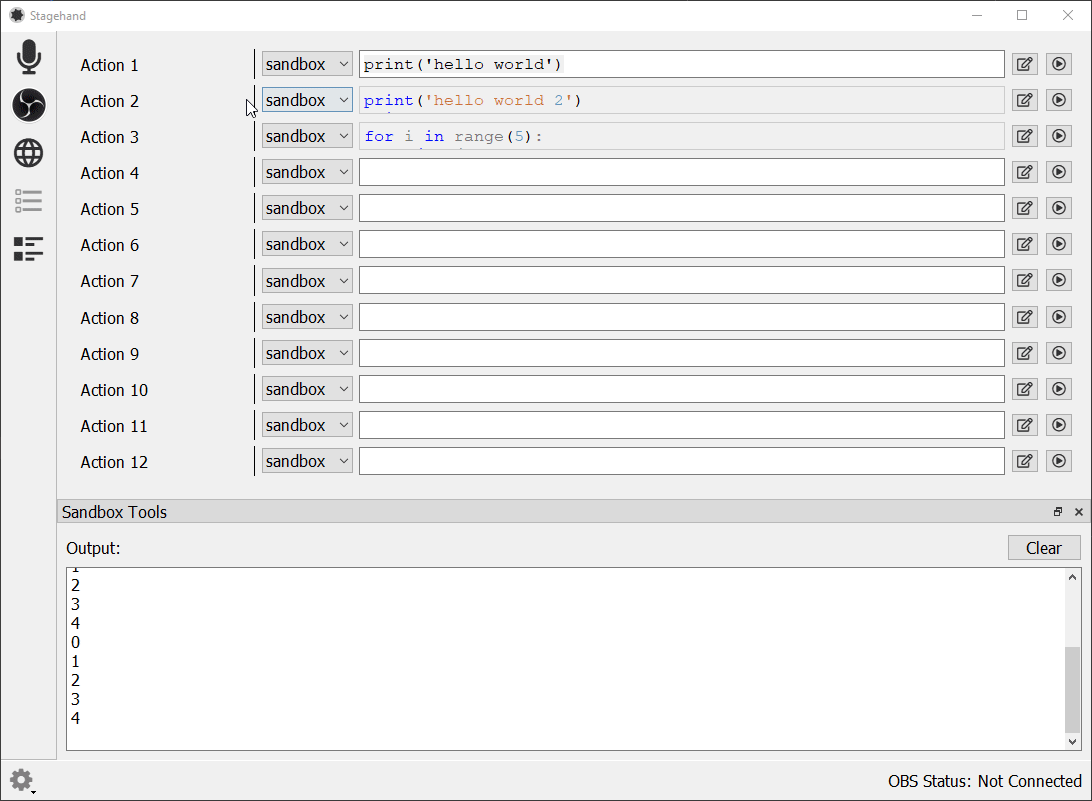 Stagehand
Action 1 sandbox print('hello world')
Action 2 sandbox print('hello world 2')
Action 3 sandbox for i in range(5):
Action 4 sandbox
Action 5 sandbox
Action 6 sandbox
Action 7 sandbox
Action 8 sandbox
Action 9 sandbox
Action 10 sandbox
Action 11 sandbox
Action 12 sandbox
Sandbox Tools
Output: Clear
1
2
3
4
0
1
2
3
4
OBS Status: Not Connected